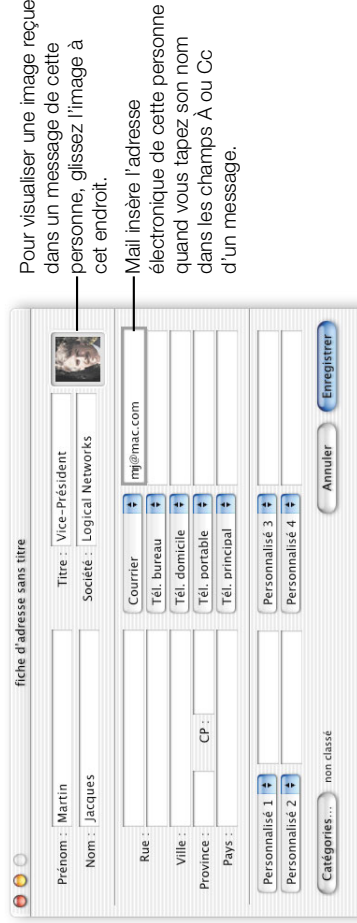 Pour visualiser une image reçue
dans un message de cette
personne, glissez l'image à
cet endroit.
Mail insère l'adresse
électronique de cette personne
quand vous tapez son nom
dans les champs À ou Cc
d'un message.
fiche d'adresse sans titre
Prénom : Martin
Titre : Vice-Président
Nom : Jacques
Société : Logical Networks
Rue :
Courrier
mj@mac.com
Tél. bureau
Ville :
Tél. domicile
Province :
CP :
Tél. portable
Pays :
Tél. principal
Personnalisé 1
Personnalisé 3
Personnalisé 2
Personnalisé 4
Catégories...
non classé
Annuler
Enregistrer